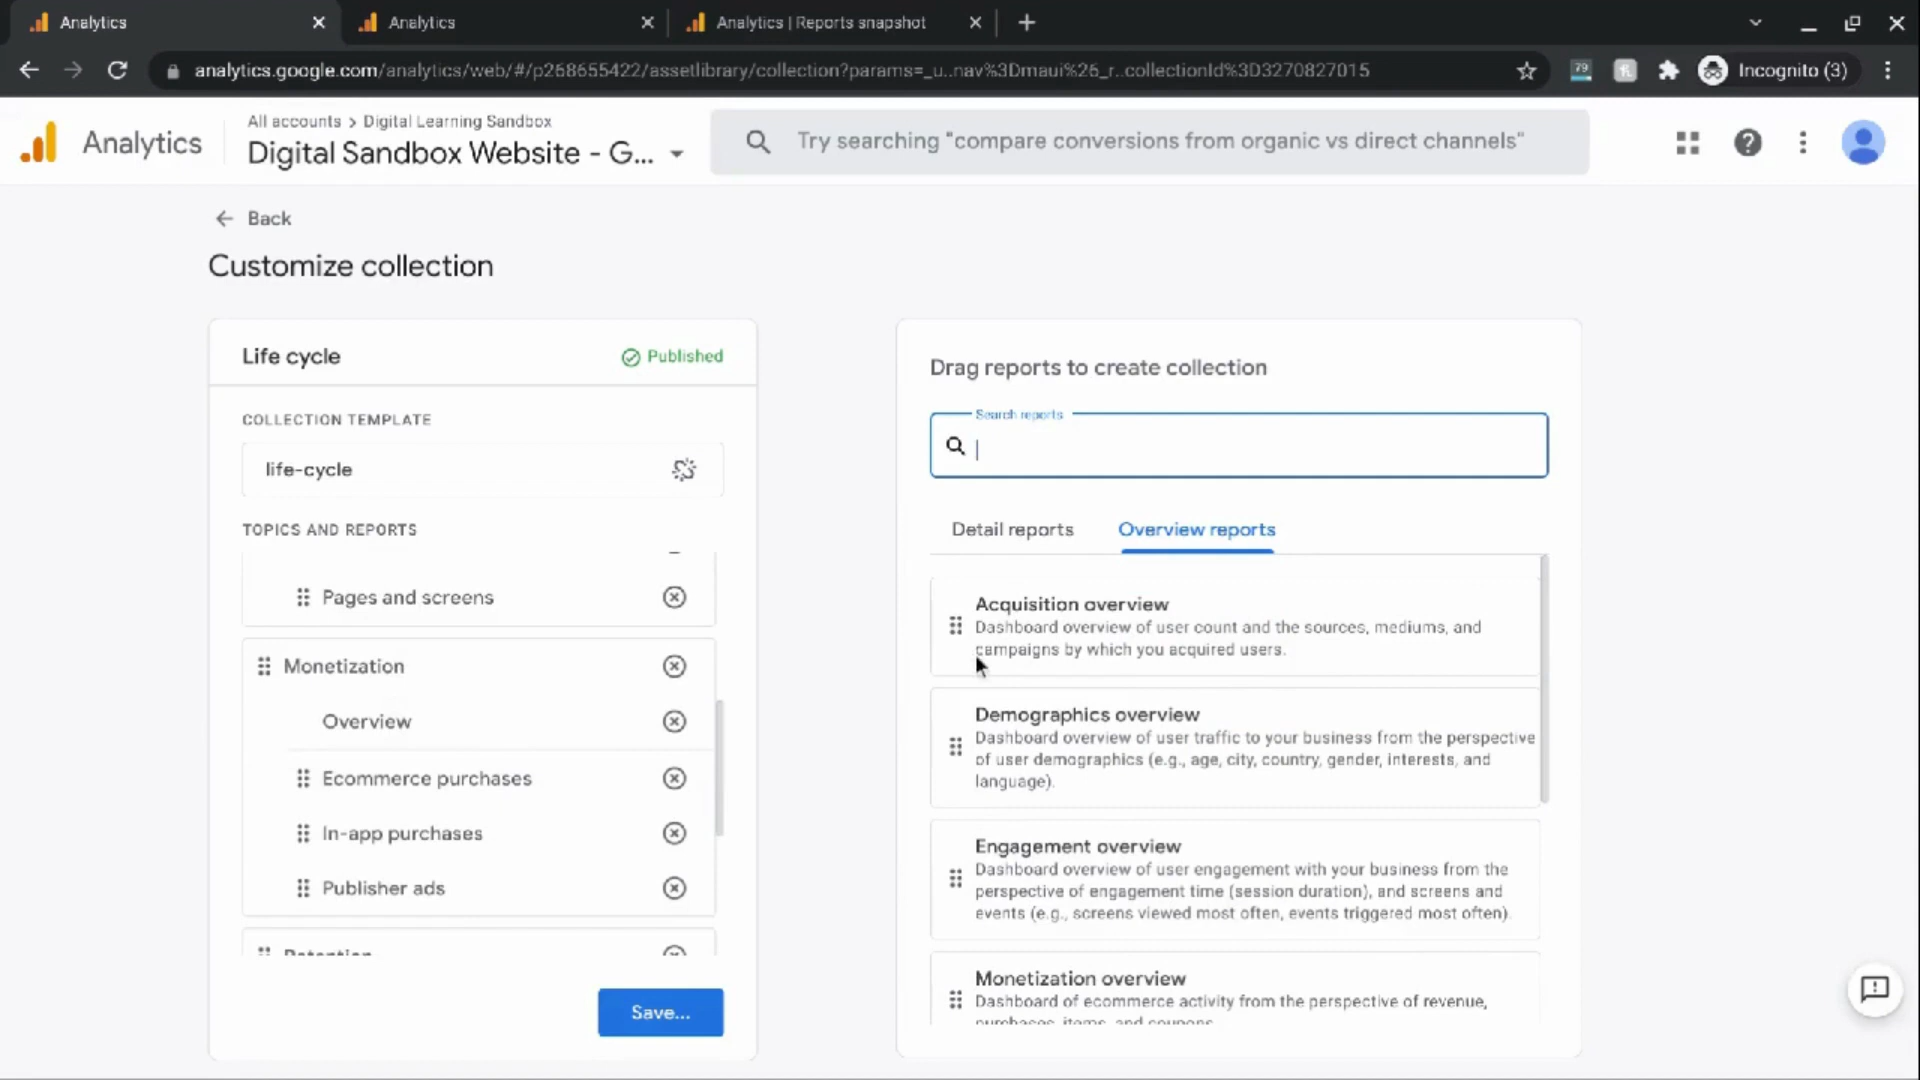 Analytics
Analytics
Analytics | Reports snapshot
analytics.google.com/analytics/web/#/p268655422/assetlibrary/collection?params=_u..nav%3Dmaui%26_r..collectionId%3D3270827015
79
Incognito (3)
Analytics
All accounts > Digital Learning Sandbox
Digital Sandbox Website - G...
Try searching "compare conversions from organic vs direct channels"
Back
Customize collection
Life cycle
Published
COLLECTION TEMPLATE
life-cycle
TOPICS AND REPORTS
Pages and screens
Monetization
Overview
Ecommerce purchases
In-app purchases
Publisher ads
Retention
Save...
Drag reports to create collection
Search reports
Detail reports
Overview reports
Acquisition overview
Dashboard overview of user count and the sources, mediums, and
campaigns by which you acquired users.
Demographics overview
Dashboard overview of user traffic to your business from the perspective
of user demographics (e.g., age, city, country, gender, interests, and
language).
Engagement overview
Dashboard overview of user engagement with your business from the
perspective of engagement time (session duration), and screens and
events (e.g., screens viewed most often, events triggered most often).
Monetization overview
Dashboard of ecommerce activity from the perspective of revenue,
purchases, items, and coupons.